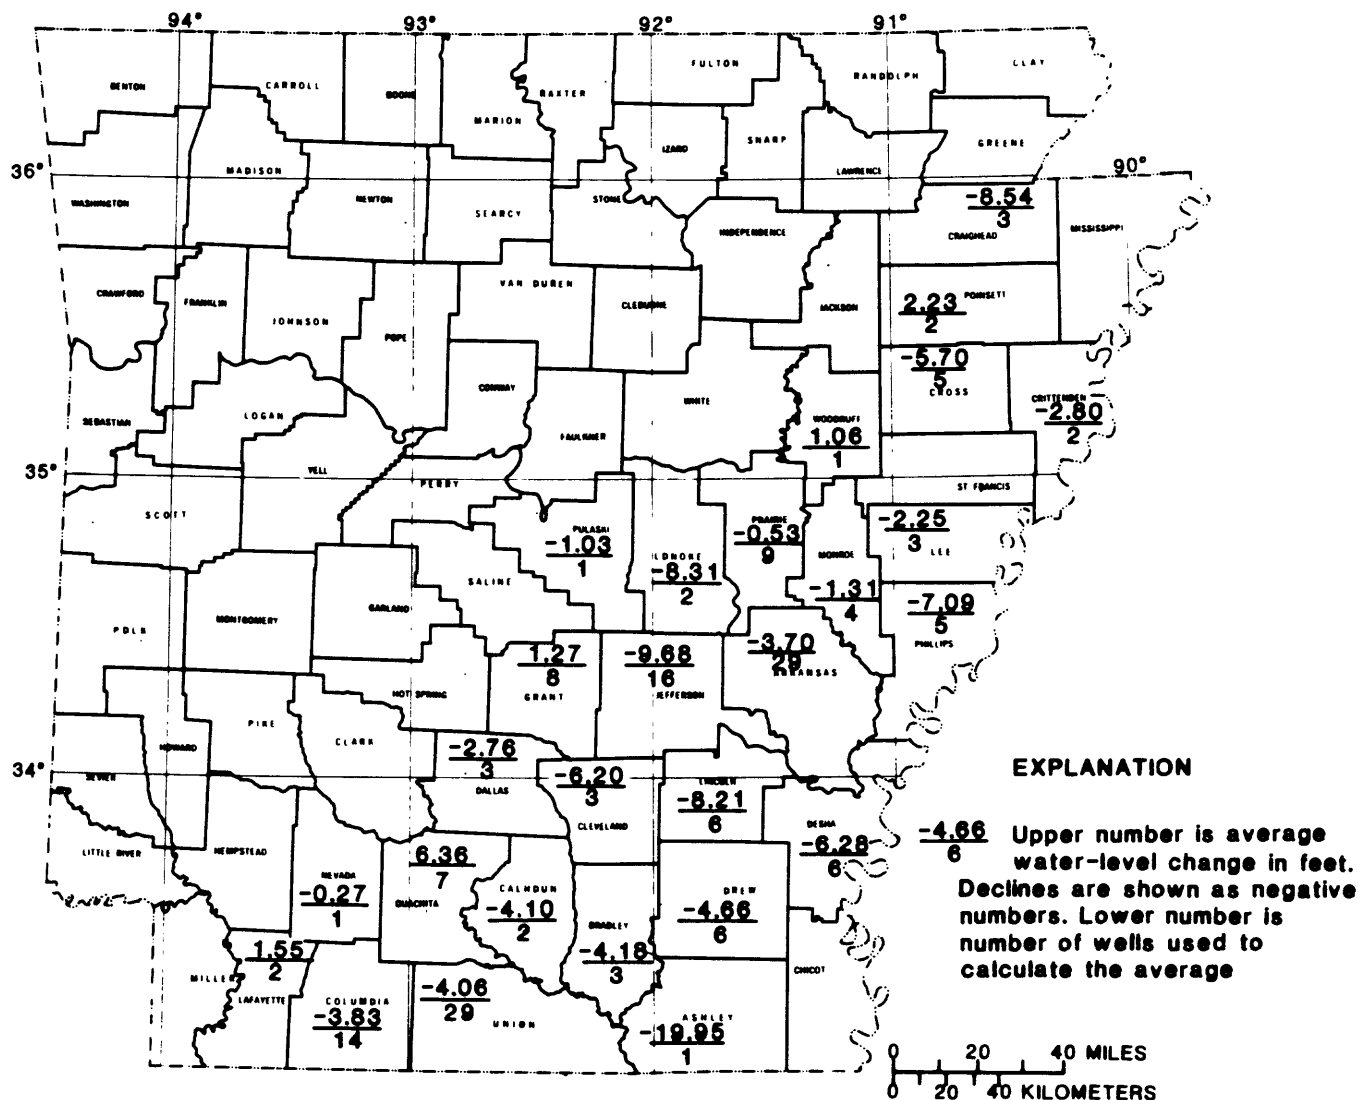 94° 93° 92° 91°
FULTON
CLAY
RANDOLPH
BENTON
CARROLL
BOONE
BAXTER
MARION
SHARP
GREENE
IZARD
36°
MADISON
LAWRENCE
90°
WASHINGTON
NEWTON
STONE
SEARCY
-8.54
3
CRAIGHEAD
MISSISSIPPI
INDEPENDENCE
VAN BUREN
CRAWFORD
FRANKLIN
CLEBURNE
JACKSON
2.23
2
POINSETT
JOHNSON
POPE
-5.70
5
CROSS
CONWAY
WHITE
CRITTENDEN
-2.80
2
SEBASTIAN
LOGAN
WOODRUFF
1.06
1
FAULKNER
35°
YELL
PERRY
ST FRANCIS
SCOTT
PULASKI
-1.03
1
PRAIRIE
-0.53
9
-2.25
3
LEE
LONOKE
-8.31
2
MONROE
-1.31
4
SALINE
GARLAND
-7.09
5
PHILLIPS
POLK
MONTGOMERY
1.27
8
GRANT
-9.68
16
JEFFERSON
-3.70
29
ARKANSAS
HOT SPRING
PIKE
CLARK
HOWARD
34°
SEVIER
-2.76
3
DALLAS
-6.20
3
CLEVELAND
LINCOLN
-8.21
6
DESHA
-6.28
6
LITTLE RIVER
HEMPSTEAD
6.36
7
OUACHITA
NEVADA
-0.27
1
CALHOUN
-4.10
2
DREW
-4.66
6
BRADLEY
-4.18
3
1.55
2
MILLER
LAFAYETTE
COLUMBIA
-3.83
14
-4.06
29
UNION
ASHLEY
-19.95
1
CHICOT
EXPLANATION
-4.66
6
Upper number is average
water-level change in feet.
Declines are shown as negative
numbers. Lower number is
number of wells used to
calculate the average
0 20 40 MILES
0 20 40 KILOMETERS